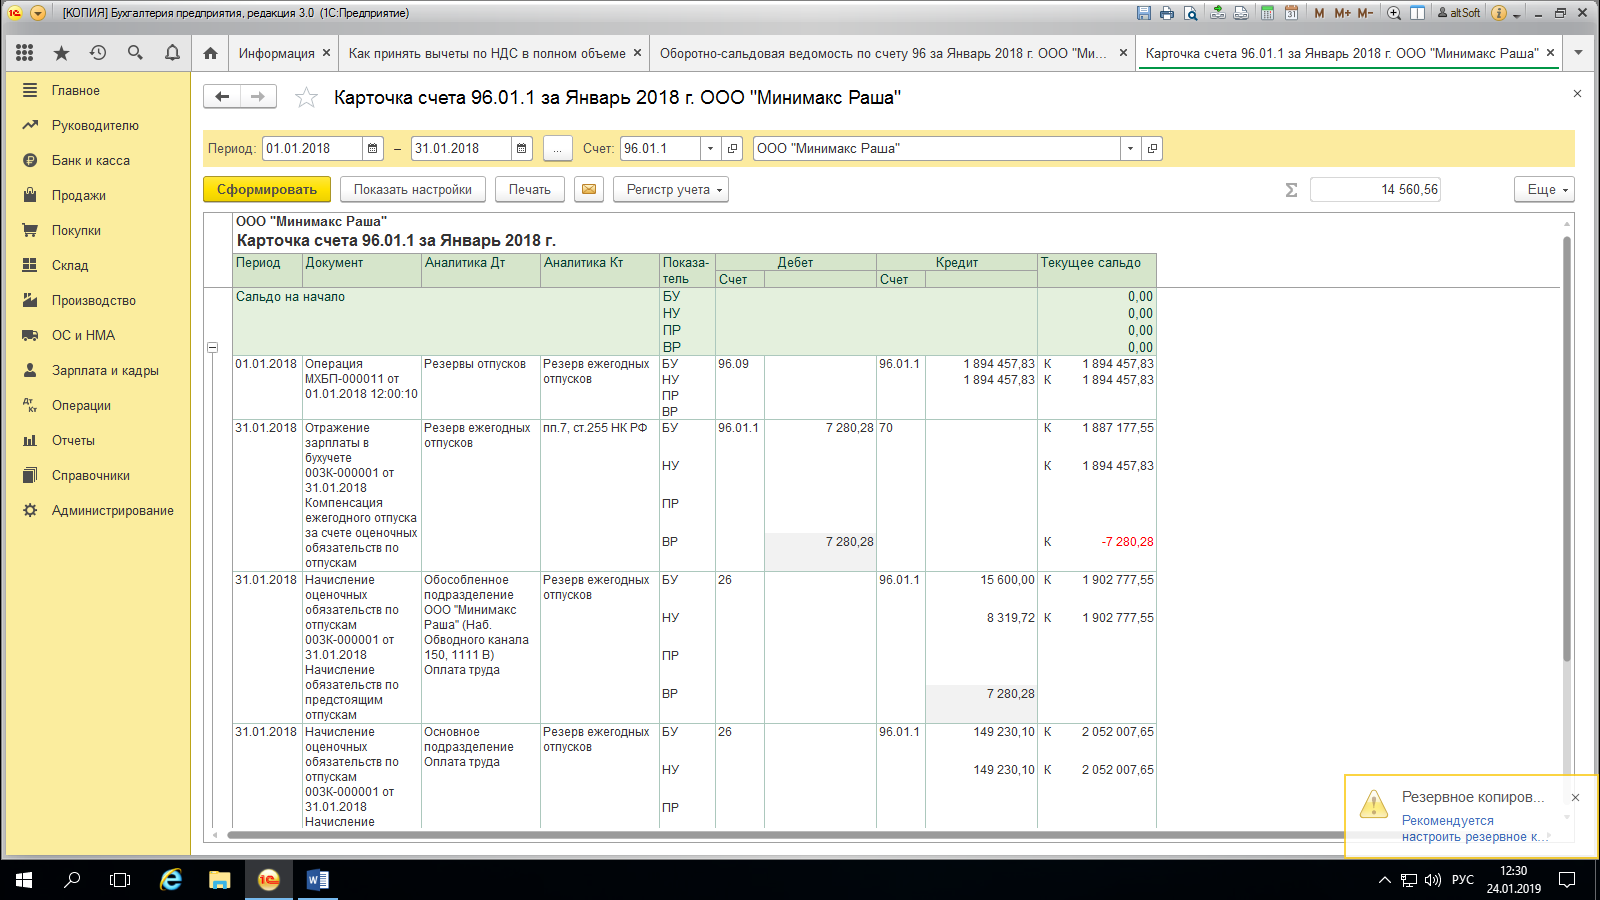 [КОПИЯ] Бухгалтерия предприятия, редакция 3.0 (1С:Предприятие)
M M+ M- altSoft
Информация × Как принять вычеты по НДС в полном объеме × Оборотно-сальдовая ведомость по счету 96 за Январь 2018 г. ООО "Ми... × Карточка счета 96.01.1 за Январь 2018 г. ООО "Минимакс Раша" ×
Главное
Руководителю
Банк и касса
Продажи
Покупки
Склад
Производство
ОС и НМА
Зарплата и кадры
Операции
Отчеты
Справочники
Администрирование
Карточка счета 96.01.1 за Январь 2018 г. ООО "Минимакс Раша"
Период: 01.01.2018 – 31.01.2018 ... Счет: 96.01.1 ООО "Минимакс Раша"
Сформировать Показать настройки Печать Регистр учета Σ 14 560,56 Еще
ООО "Минимакс Раша"
Карточка счета 96.01.1 за Январь 2018 г.
Период Документ Аналитика Дт Аналитика Кт Показа- Дебет Кредит Текущее сальдо
тель Счет Счет
Сальдо на начало БУ 0,00
НУ 0,00
ПР 0,00
ВР 0,00
01.01.2018 Операция Резервы отпусков Резерв ежегодных БУ 96.09 96.01.1 1 894 457,83 К 1 894 457,83
МХБП-000011 от отпусков НУ 1 894 457,83 К 1 894 457,83
01.01.2018 12:00:10 ПР
ВР
31.01.2018 Отражение Резерв ежегодных пп.7, ст.255 НК РФ БУ 96.01.1 7 280,28 70 К 1 887 177,55
зарплаты в отпусков
бухучете НУ К 1 894 457,83
00ЗК-000001 от
31.01.2018
Компенсация ПР
ежегодного отпуска
за счете оценочных ВР 7 280,28 К -7 280,28
обязательств по
отпускам
31.01.2018 Начисление Обособленное Резерв ежегодных БУ 26 96.01.1 15 600,00 К 1 902 777,55
оценочных подразделение отпусков
обязательств по ООО "Минимакс НУ 8 319,72 К 1 902 777,55
отпускам Раша" (Наб.
00ЗК-000001 от Обводного канала
31.01.2018 150, 1111 В) ПР
Начисление Оплата труда
обязательств по ВР 7 280,28
предстоящим
отпускам
31.01.2018 Начисление Основное Резерв ежегодных БУ 26 96.01.1 149 230,10 К 2 052 007,65
оценочных подразделение отпусков
обязательств по Оплата труда НУ 149 230,10 К 2 052 007,65
отпускам
00ЗК-000001 от
31.01.2018 ПР
Начисление
Резервное копиров... ×
Рекомендуется
настроить резервное к...
РУС 12:30
24.01.2019